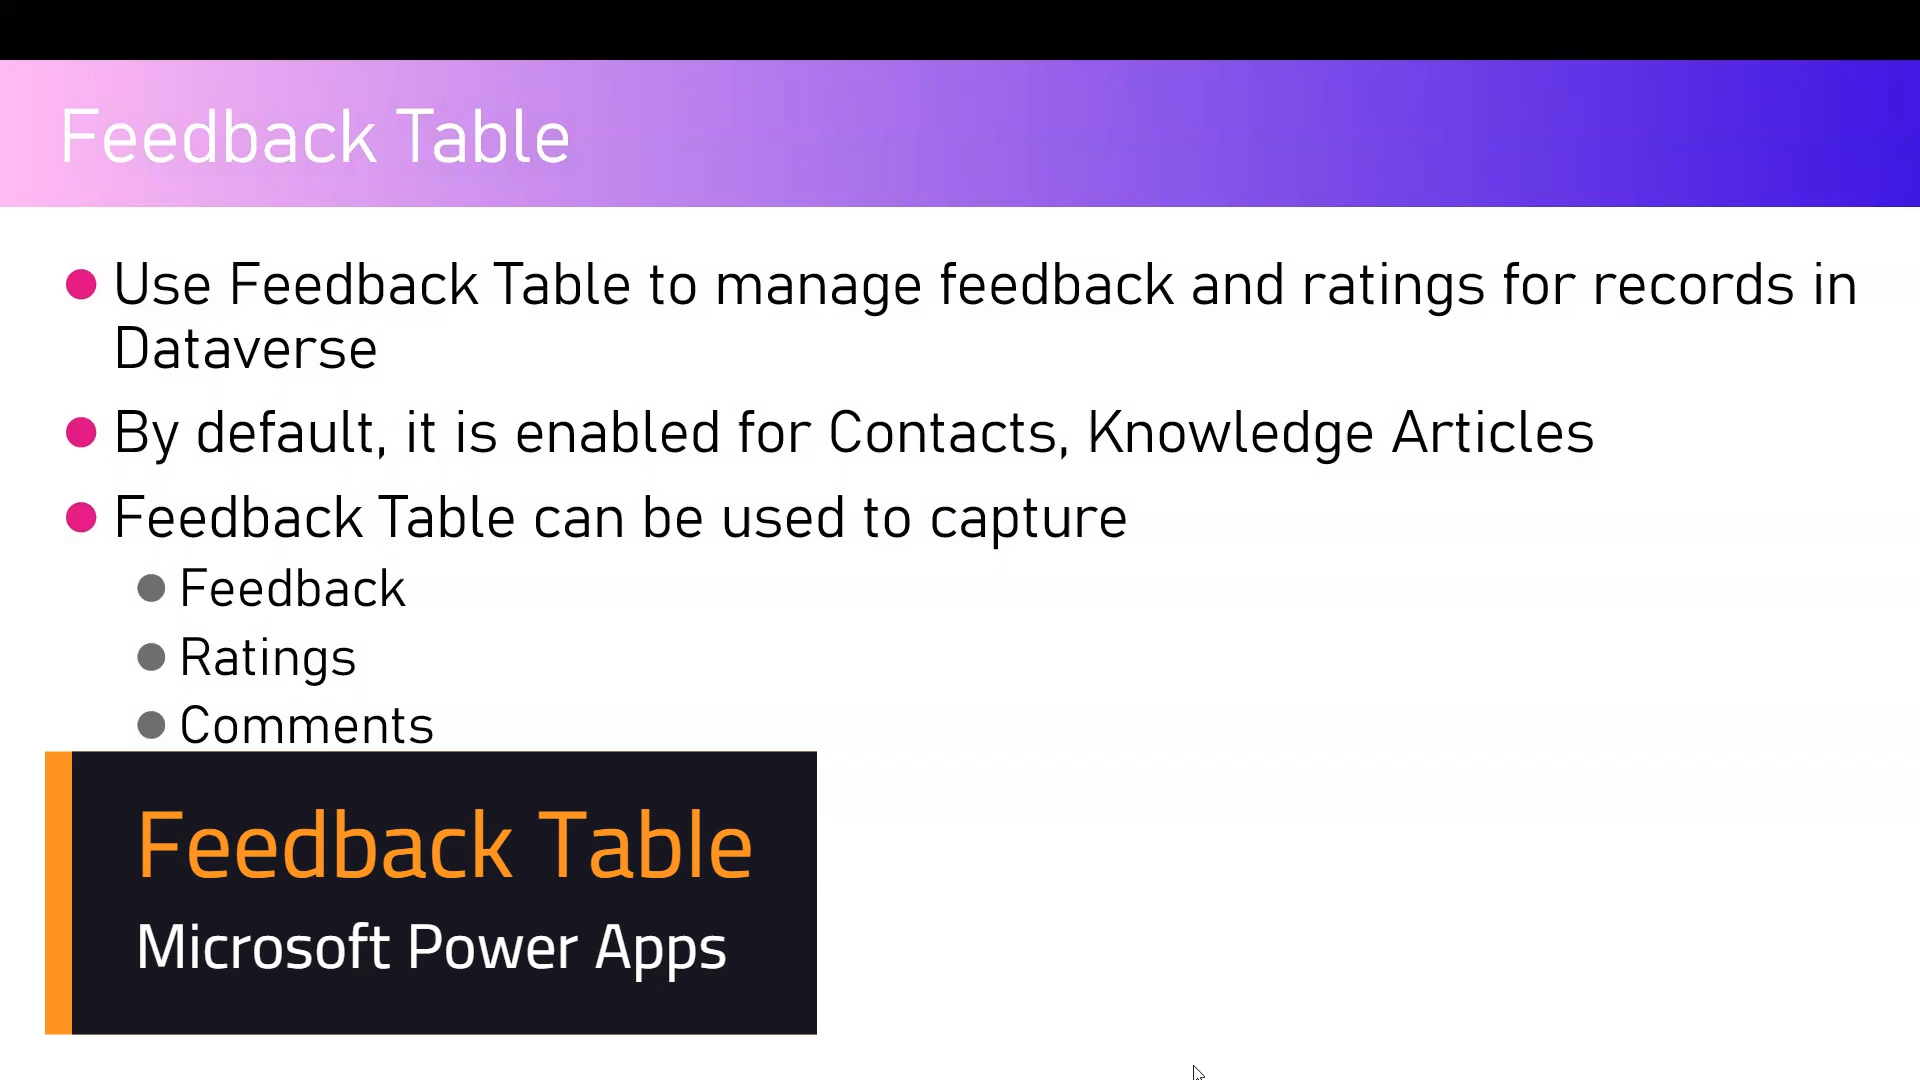 Feedback Table
Use Feedback Table to manage feedback and ratings for records in
Dataverse
By default, it is enabled for Contacts, Knowledge Articles
Feedback Table can be used to capture
Feedback
Ratings
Comments
Feedback Table
Microsoft Power Apps